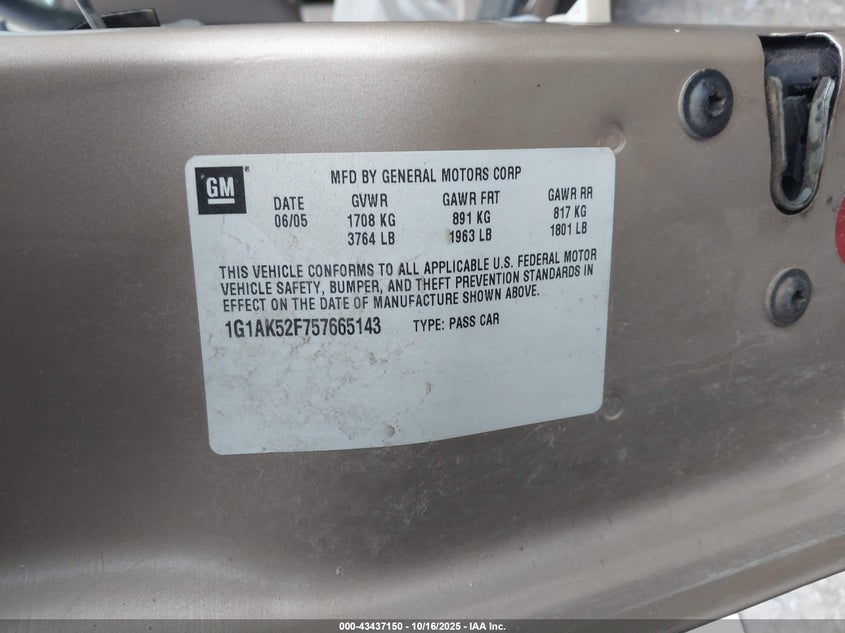 GM
MFD BY GENERAL MOTORS CORP
DATE GVWR GAWR FRT GAWR RR
06/05 1708 KG 891 KG 817 KG
3764 LB 1963 LB 1801 LB
THIS VEHICLE CONFORMS TO ALL APPLICABLE U.S. FEDERAL MOTOR
VEHICLE SAFETY, BUMPER, AND THEFT PREVENTION STANDARDS IN
EFFECT ON THE DATE OF MANUFACTURE SHOWN ABOVE.
1G1AK52F757665143 TYPE: PASS CAR
000-43437150 - 10/16/2025 - IAA Inc.